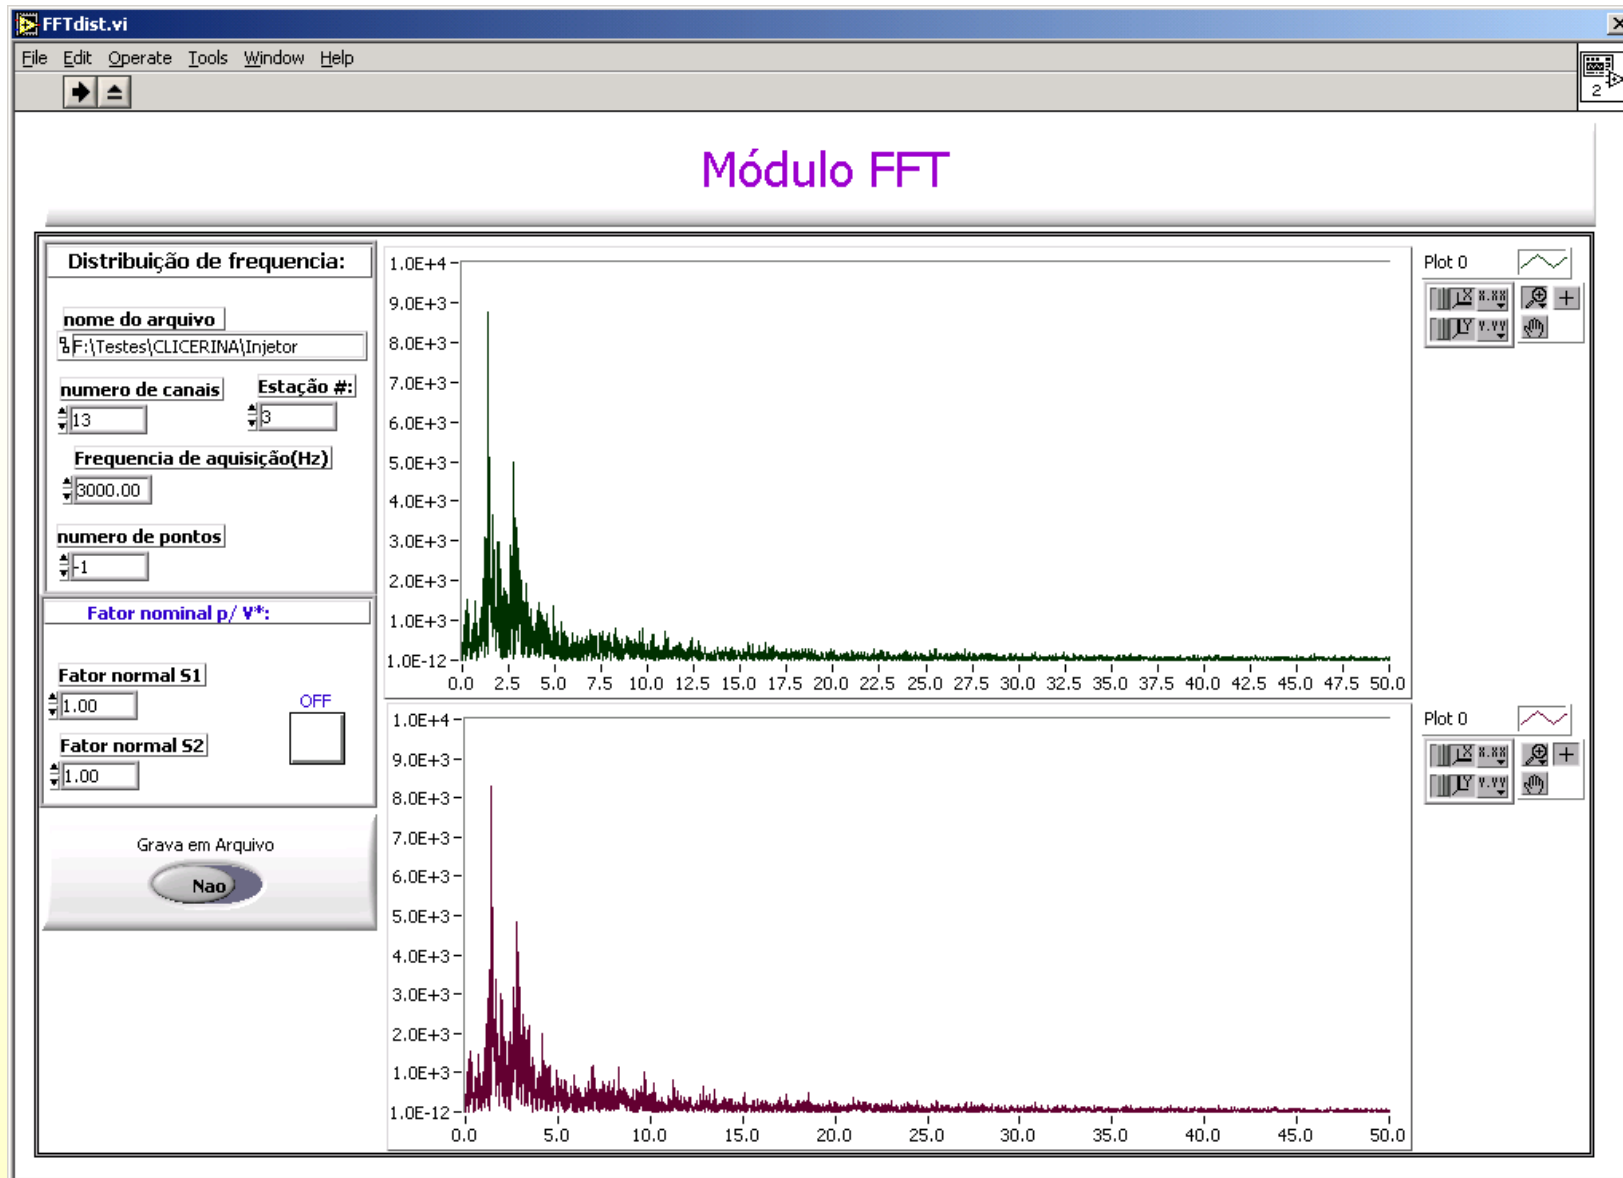 FFTdist.vi
File Edit Operate Tools Window Help
2
Módulo FFT
Distribuição de frequencia:
nome do arquivo
F:\Testes\CLICERINA\Injetor
numero de canais
Estação #:
13
3
Frequencia de aquisição(Hz)
3000.00
numero de pontos
-1
Fator nominal p/ V*:
Fator normal S1
1.00
OFF
Fator normal S2
1.00
Grava em Arquivo
Nao
1.0E+4
9.0E+3
8.0E+3
7.0E+3
6.0E+3
5.0E+3
4.0E+3
3.0E+3
2.0E+3
1.0E+3
1.0E-12
0.0 2.5 5.0 7.5 10.0 12.5 15.0 17.5 20.0 22.5 25.0 27.5 30.0 32.5 35.0 37.5 40.0 42.5 45.0 47.5 50.0
Plot 0
X X.XX
Y Y.YY
1.0E+4
9.0E+3
8.0E+3
7.0E+3
6.0E+3
5.0E+3
4.0E+3
3.0E+3
2.0E+3
1.0E+3
1.0E-12
0.0 5.0 10.0 15.0 20.0 25.0 30.0 35.0 40.0 45.0 50.0
Plot 0
X X.XX
Y Y.YY